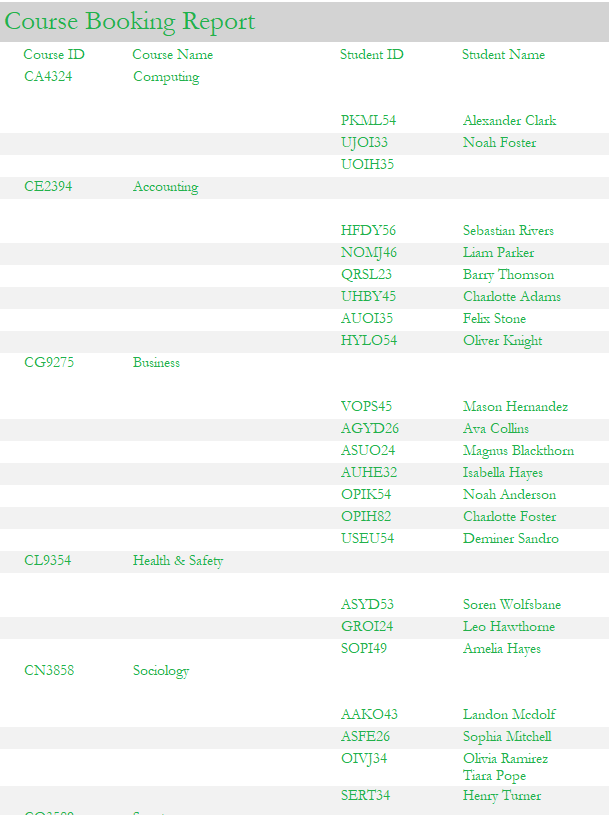 Course Booking Report
Course ID Course Name Student ID Student Name
CA4324 Computing
PKML54 Alexander Clark
UJOI33 Noah Foster
UOIH35
CE2394 Accounting
HFDY56 Sebastian Rivers
NOMJ46 Liam Parker
QRSL23 Barry Thomson
UHBY45 Charlotte Adams
AUOI35 Felix Stone
HYLO54 Oliver Knight
CG9275 Business
VOPS45 Mason Hernandez
AGYD26 Ava Collins
ASUO24 Magnus Blackthorn
AUHE32 Isabella Hayes
OPIK54 Noah Anderson
OPIH82 Charlotte Foster
USEU54 Deminer Sandro
CL9354 Health & Safety
ASYD53 Soren Wolfsbane
GROI24 Leo Hawthorne
SOPI49 Amelia Hayes
CN3858 Sociology
AAKO43 Landon Mcdolf
ASFE26 Sophia Mitchell
OIVJ34 Olivia Ramirez
Tiara Pope
SERT34 Henry Turner